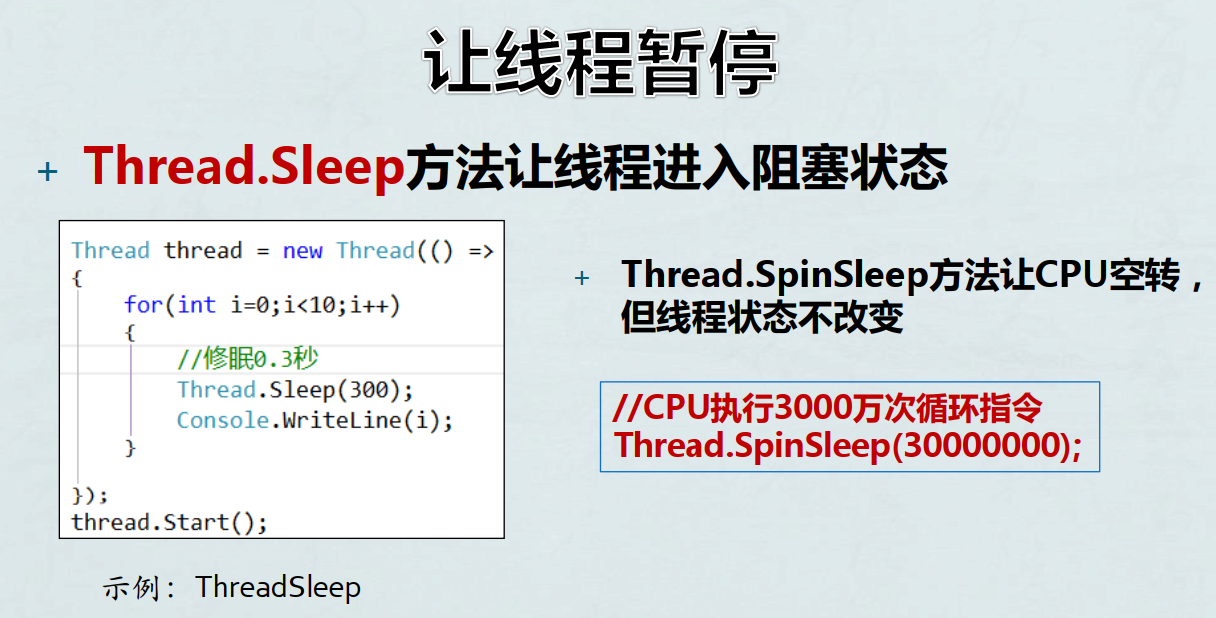 让线程暂停
+ Thread.Sleep方法让线程进入阻塞状态
Thread thread = new Thread(() =>
{
for(int i=0;i<10;i++)
{
//修眠0.3秒
Thread.Sleep(300);
Console.WriteLine(i);
}
});
thread.Start();
示例：ThreadSleep
+ Thread.SpinSleep方法让CPU空转，
但线程状态不改变
//CPU执行3000万次循环指令
Thread.SpinSleep(30000000);